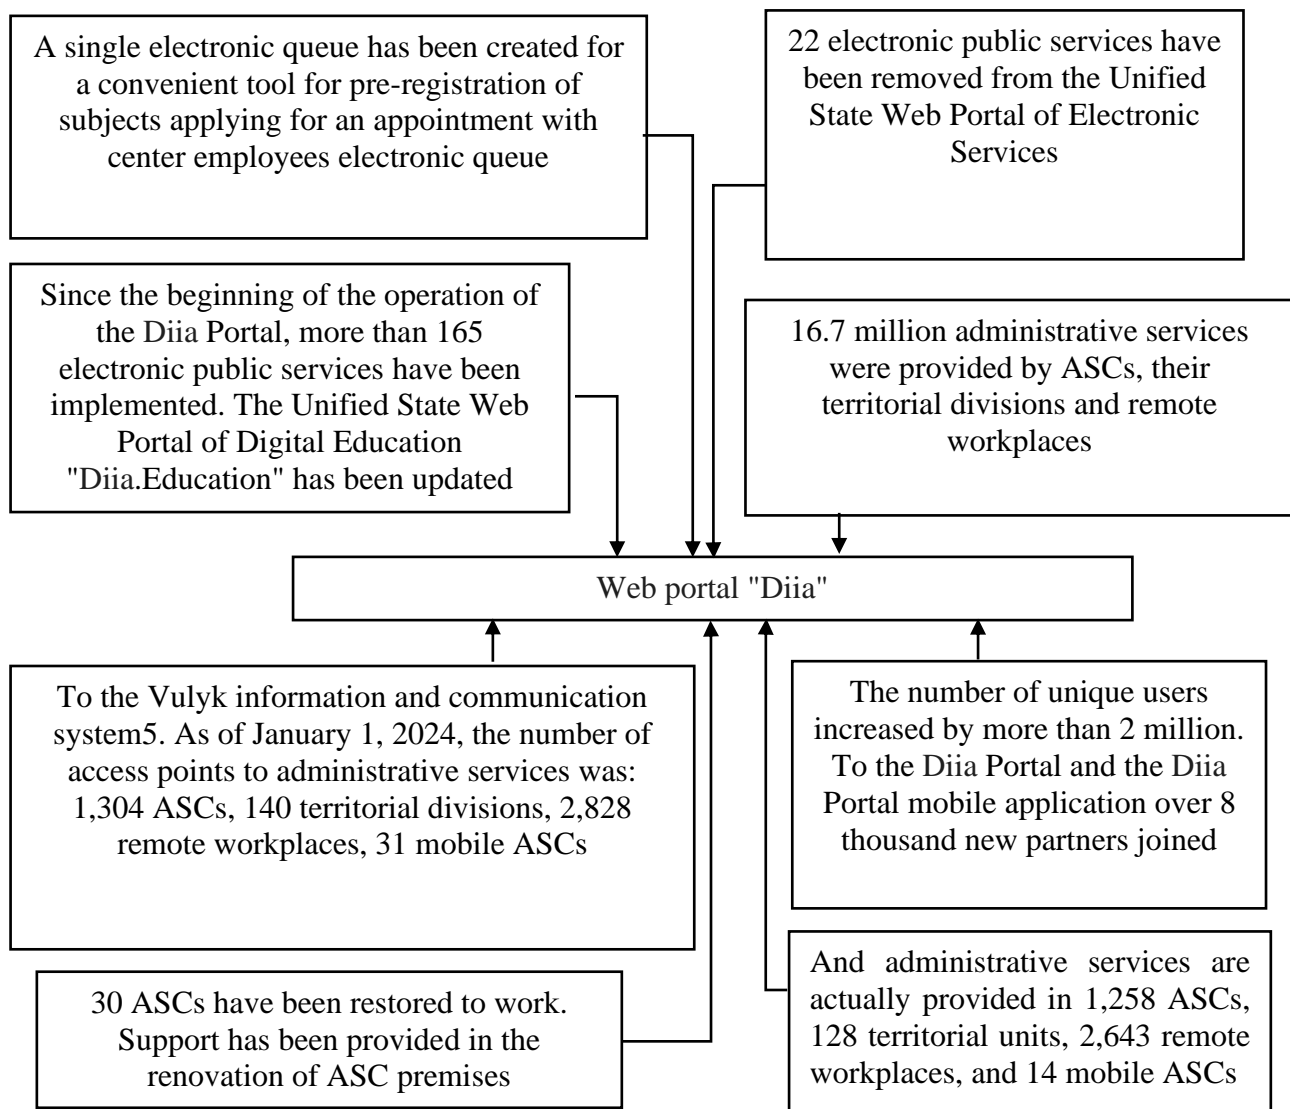 A single electronic queue has been created for
a convenient tool for pre-registration of
subjects applying for an appointment with
center employees electronic queue
22 electronic public services have
been removed from the Unified
State Web Portal of Electronic
Services
Since the beginning of the operation of
the Diia Portal, more than 165
electronic public services have been
implemented. The Unified State Web
Portal of Digital Education
"Diia.Education" has been updated
16.7 million administrative services
were provided by ASCs, their
territorial divisions and remote
workplaces
Web portal "Diia"
To the Vulyk information and communication
system5. As of January 1, 2024, the number of
access points to administrative services was:
1,304 ASCs, 140 territorial divisions, 2,828
remote workplaces, 31 mobile ASCs
The number of unique users
increased by more than 2 million.
To the Diia Portal and the Diia
Portal mobile application over 8
thousand new partners joined
30 ASCs have been restored to work.
Support has been provided in the
renovation of ASC premises
And administrative services are
actually provided in 1,258 ASCs,
128 territorial units, 2,643 remote
workplaces, and 14 mobile ASCs